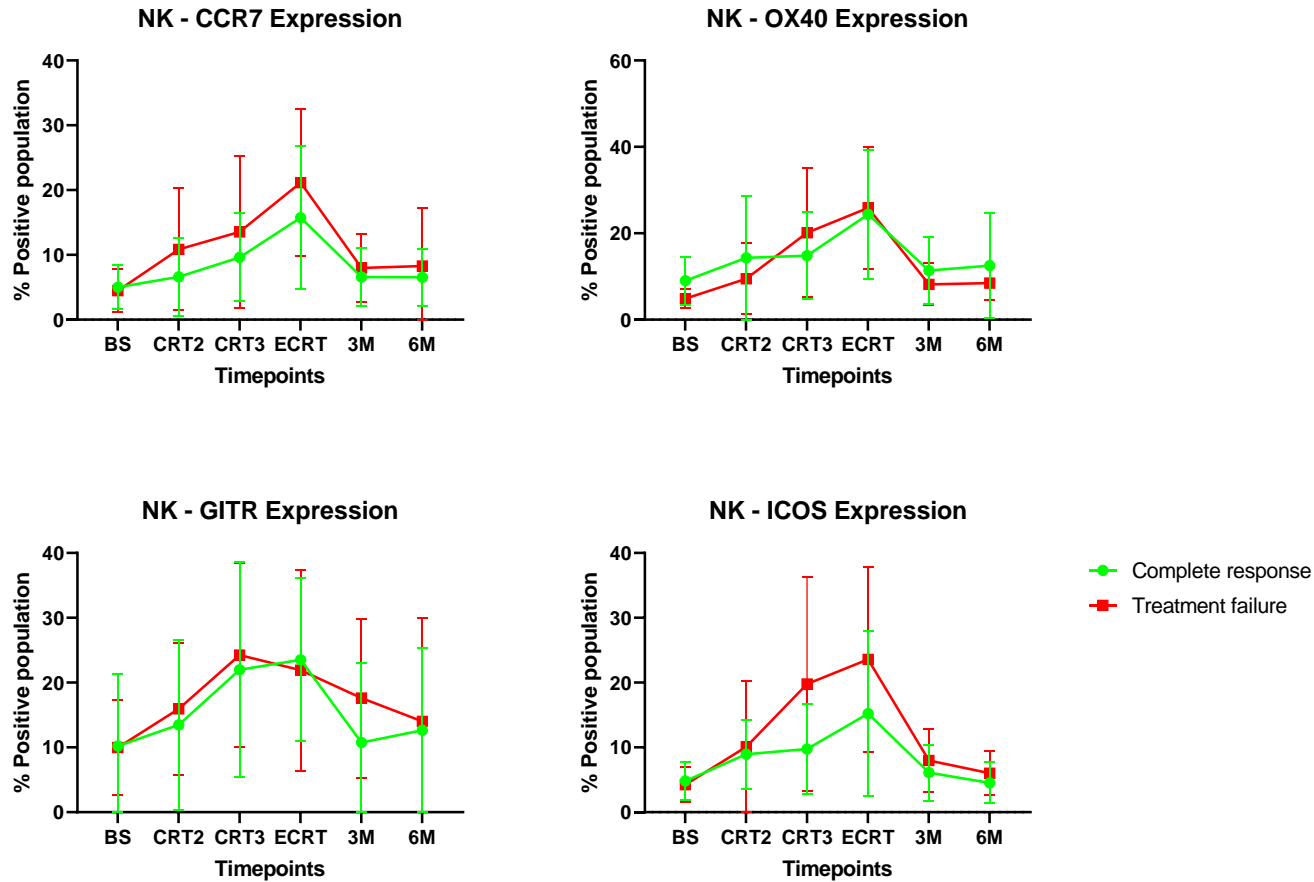 NK - CCR7 Expression
% Positive population
40
30
20
10
0
BS CRT2 CRT3 ECRT 3M 6M
Timepoints
NK - OX40 Expression
% Positive population
60
40
20
0
BS CRT2 CRT3 ECRT 3M 6M
Timepoints
NK - GITR Expression
% Positive population
40
30
20
10
0
BS CRT2 CRT3 ECRT 3M 6M
Timepoints
NK - ICOS Expression
% Positive population
40
30
20
10
0
BS CRT2 CRT3 ECRT 3M 6M
Timepoints
Complete response
Treatment failure